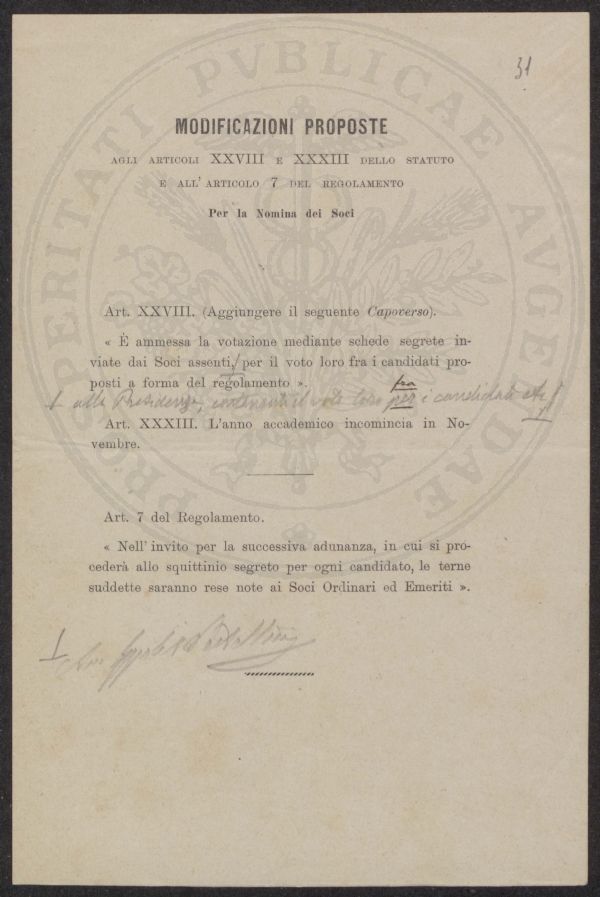 31
PROSPERITATI PVBLICAE AVGENDAE
MODIFICAZIONI PROPOSTE
AGLI ARTICOLI XXVIII E XXXIII DELLO STATUTO
E ALL' ARTICOLO 7 DEL REGOLAMENTO
Per la Nomina dei Soci
Art. XXVIII. (Aggiungere il seguente Capoverso).
« È ammessa la votazione mediante schede segrete in-
viate dai Soci assenti, per il voto loro fra i candidati pro-
posti a forma del regolamento ».
fra
alla Presidenza, contenenti il voto loro per i candidati etc
Art. XXXIII. L'anno accademico incomincia in No-
vembre.
Art. 7 del Regolamento.
« Nell' invito per la successiva adunanza, in cui si pro-
cederà allo squittinio segreto per ogni candidato, le terne
suddette saranno rese note ai Soci Ordinari ed Emeriti ».